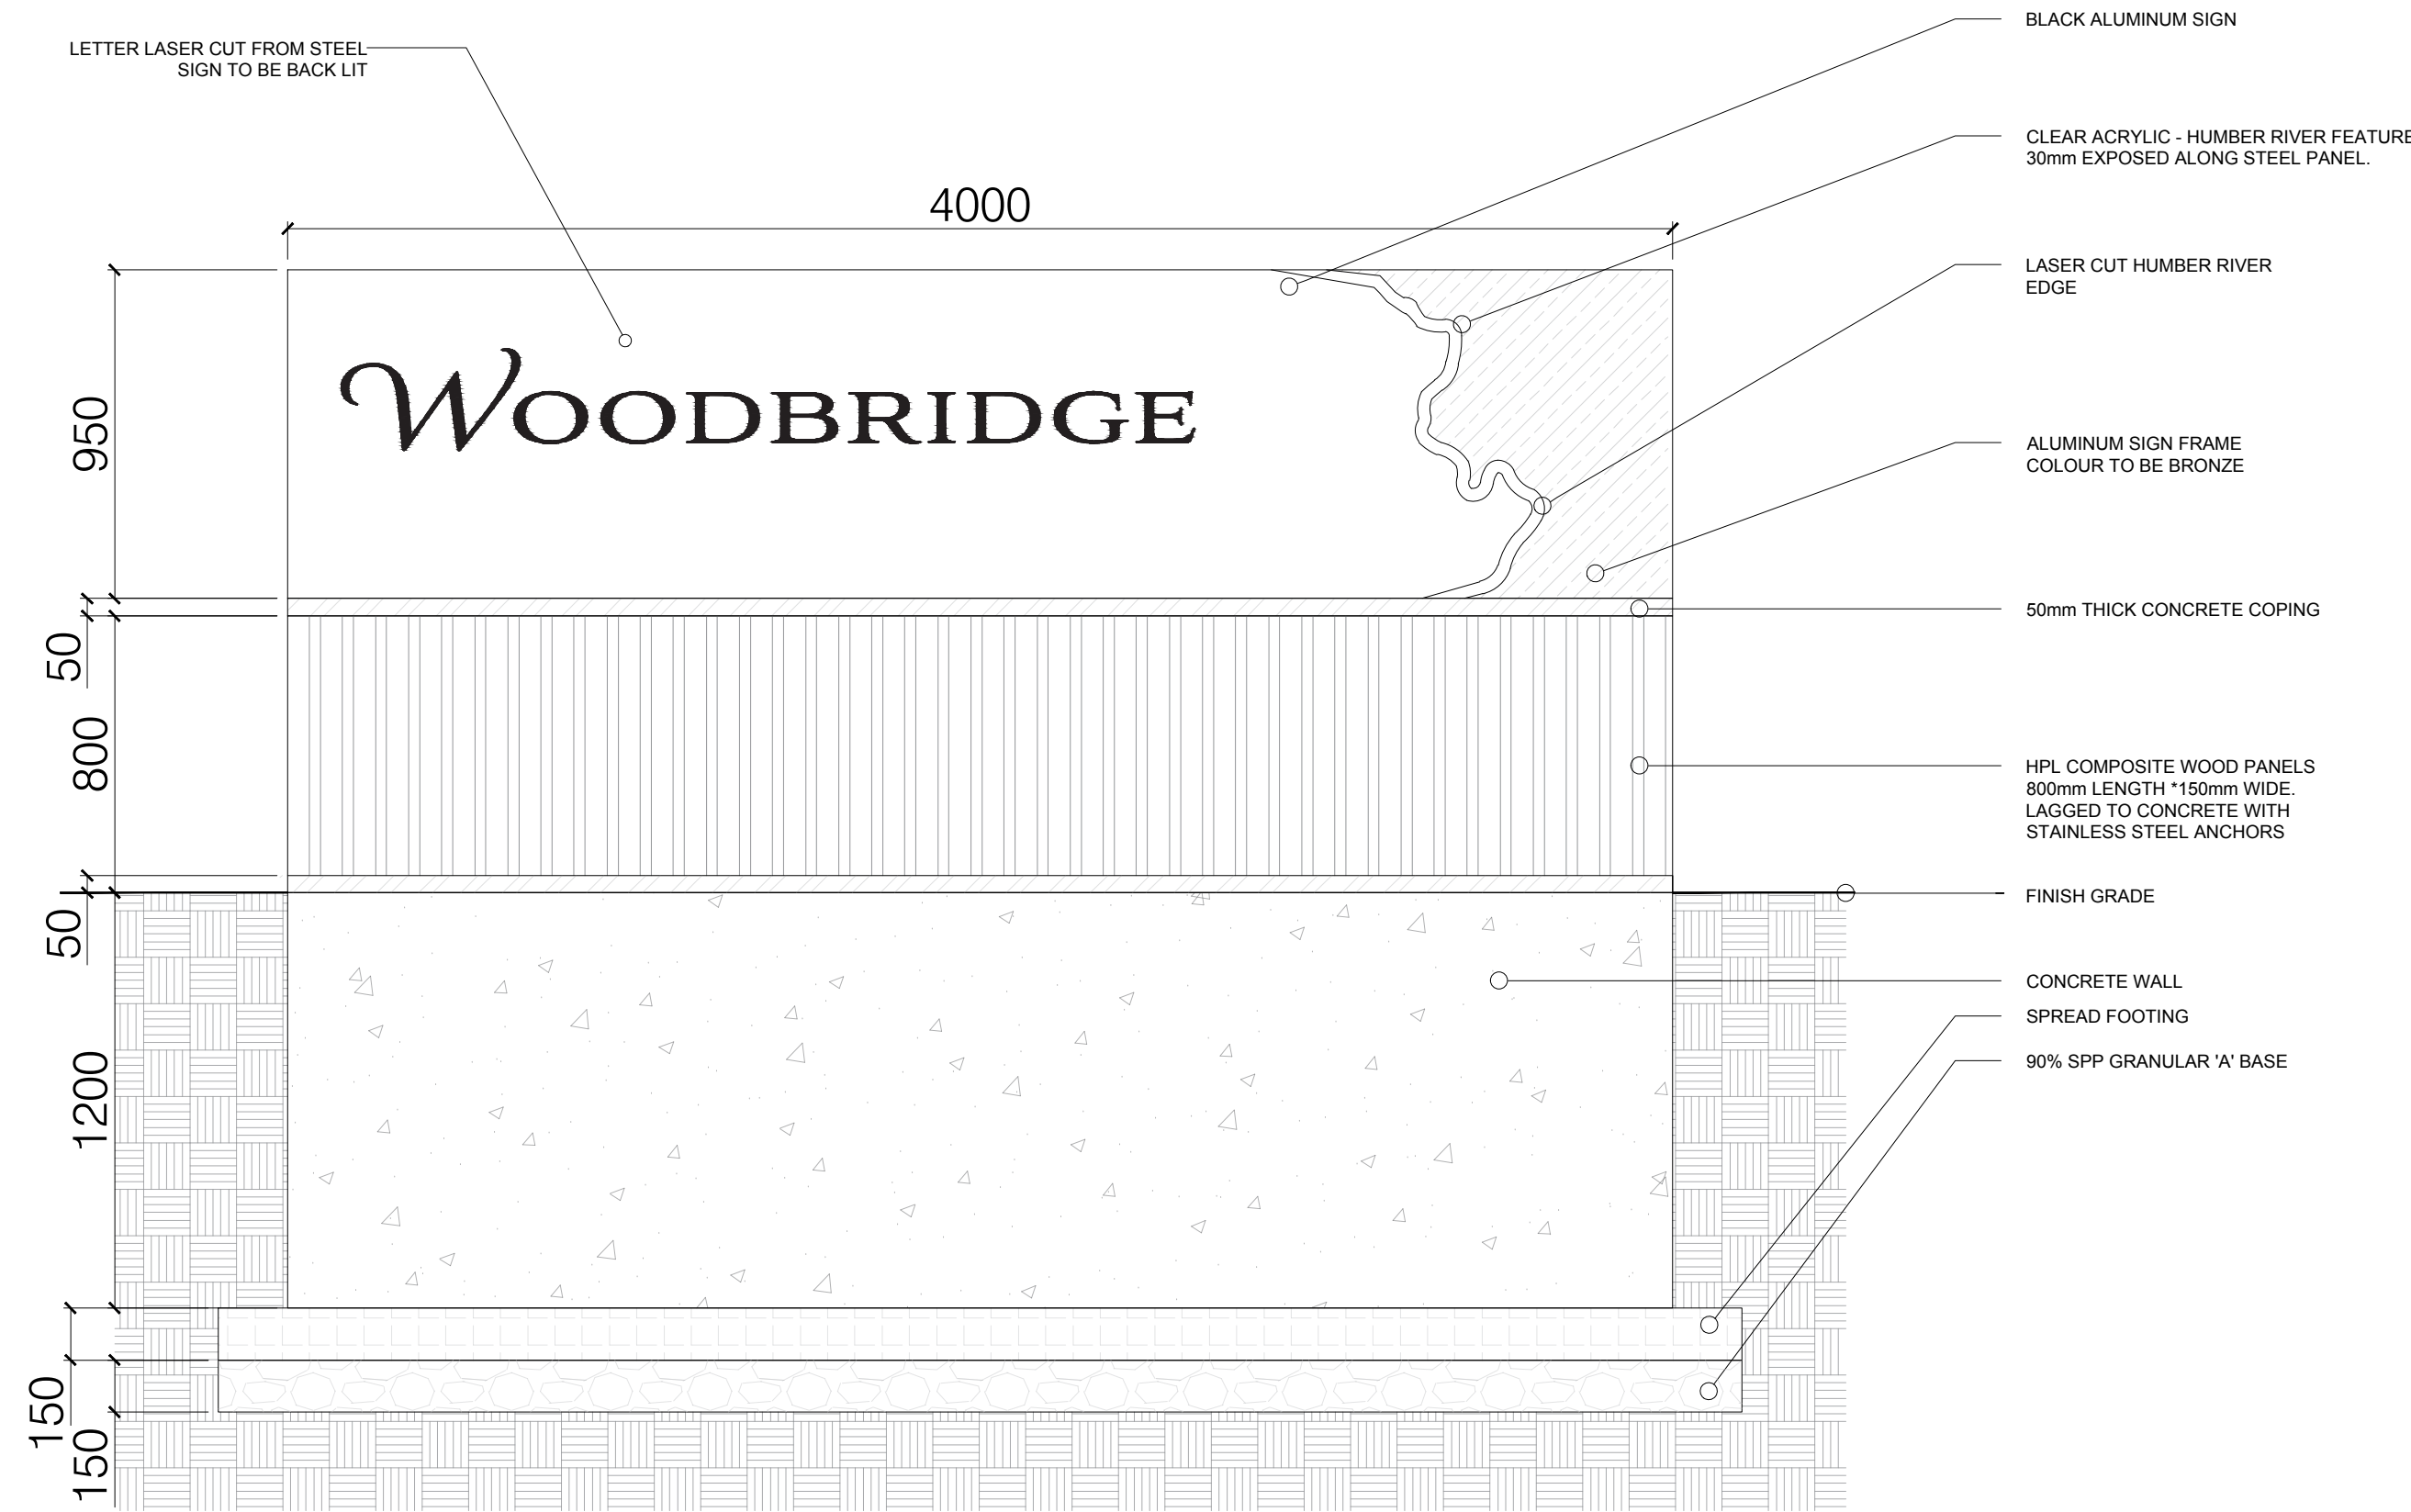 BLACK ALUMINUM SIGN
LETTER LASER CUT FROM STEEL
SIGN TO BE BACK LIT
CLEAR ACRYLIC - HUMBER RIVER FEATURE
30mm EXPOSED ALONG STEEL PANEL.
4000
LASER CUT HUMBER RIVER
EDGE
950
WOODBRIDGE
ALUMINUM SIGN FRAME
COLOUR TO BE BRONZE
50mm THICK CONCRETE COPING
50
800
HPL COMPOSITE WOOD PANELS
800mm LENGTH *150mm WIDE.
LAGGED TO CONCRETE WITH
STAINLESS STEEL ANCHORS
FINISH GRADE
50
CONCRETE WALL
SPREAD FOOTING
90% SPP GRANULAR 'A' BASE
1200
150
150